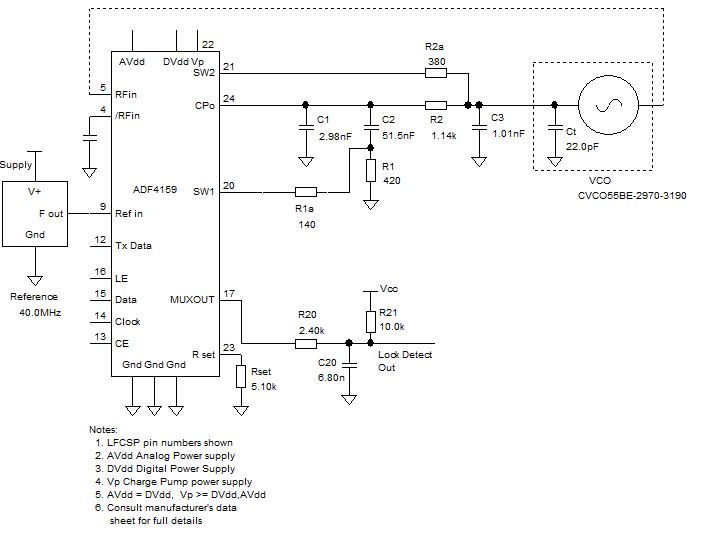 22
AVdd
DVdd Vp
SW2
21
R2a
380
5
RFin
4
/RFin
CPo
24
C1
2.98nF
C2
51.5nF
R2
1.14k
C3
1.01nF
Ct
22.0pF
VCO
CVCO55BE-2970-3190
R1
420
Supply
V+
F out
Gnd
Reference
40.0MHz
ADF4159
SW1
20
R1a
140
9
Ref in
12
Tx Data
16
LE
15
Data
14
Clock
13
CE
MUXOUT
17
R20
2.40k
Vcc
R21
10.0k
C20
6.80n
Lock Detect
Out
R set
23
Rset
5.10k
Gnd Gnd Gnd
Notes:
1. LFCSP pin numbers shown
2. AVdd Analog Power supply
3. DVdd Digital Power Supply
4. Vp Charge Pump power supply
5. AVdd = DVdd, Vp >= DVdd,AVdd
6. Consult manufacturer's data
sheet for full details